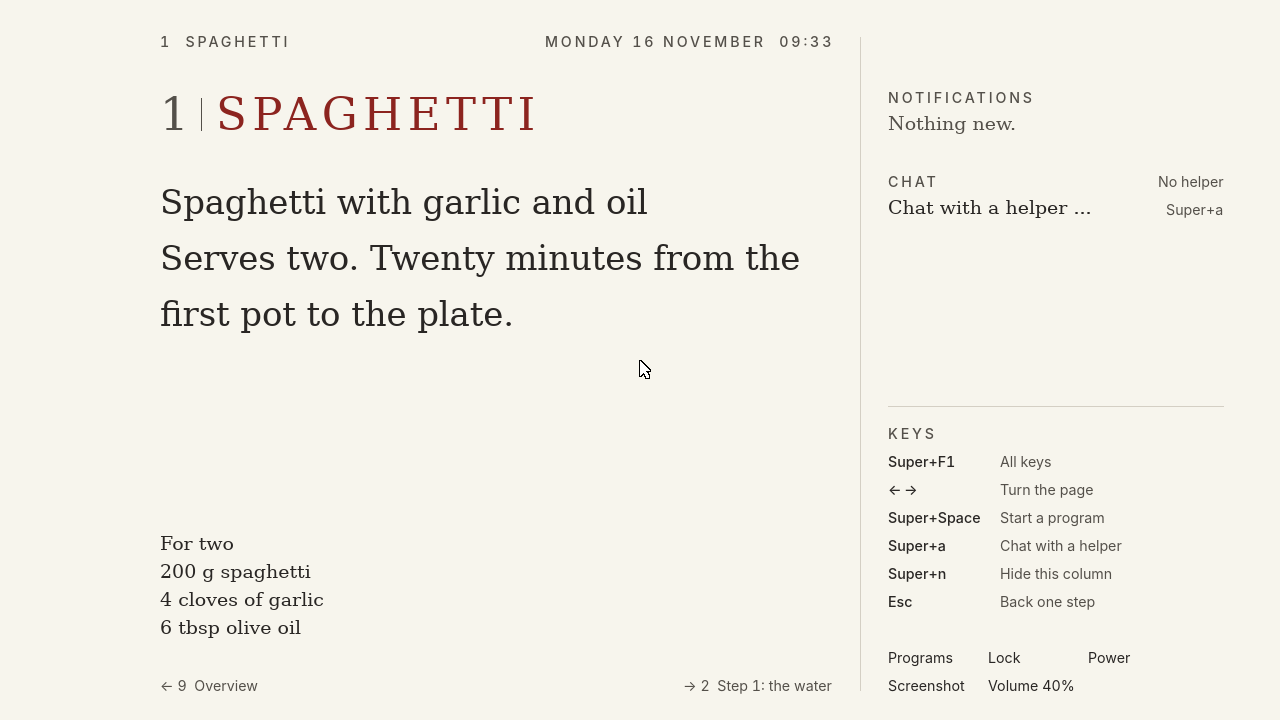 1 SPAGHETTI
MONDAY 16 NOVEMBER 09:33
1 SPAGHETTI
Spaghetti with garlic and oil
Serves two. Twenty minutes from the
first pot to the plate.
For two
200 g spaghetti
4 cloves of garlic
6 tbsp olive oil
← 9 Overview
→ 2 Step 1: the water
NOTIFICATIONS
Nothing new.
CHAT No helper
Chat with a helper ... Super+a
KEYS
Super+F1 All keys
← → Turn the page
Super+Space Start a program
Super+a Chat with a helper
Super+n Hide this column
Esc Back one step
Programs Lock Power
Screenshot Volume 40%